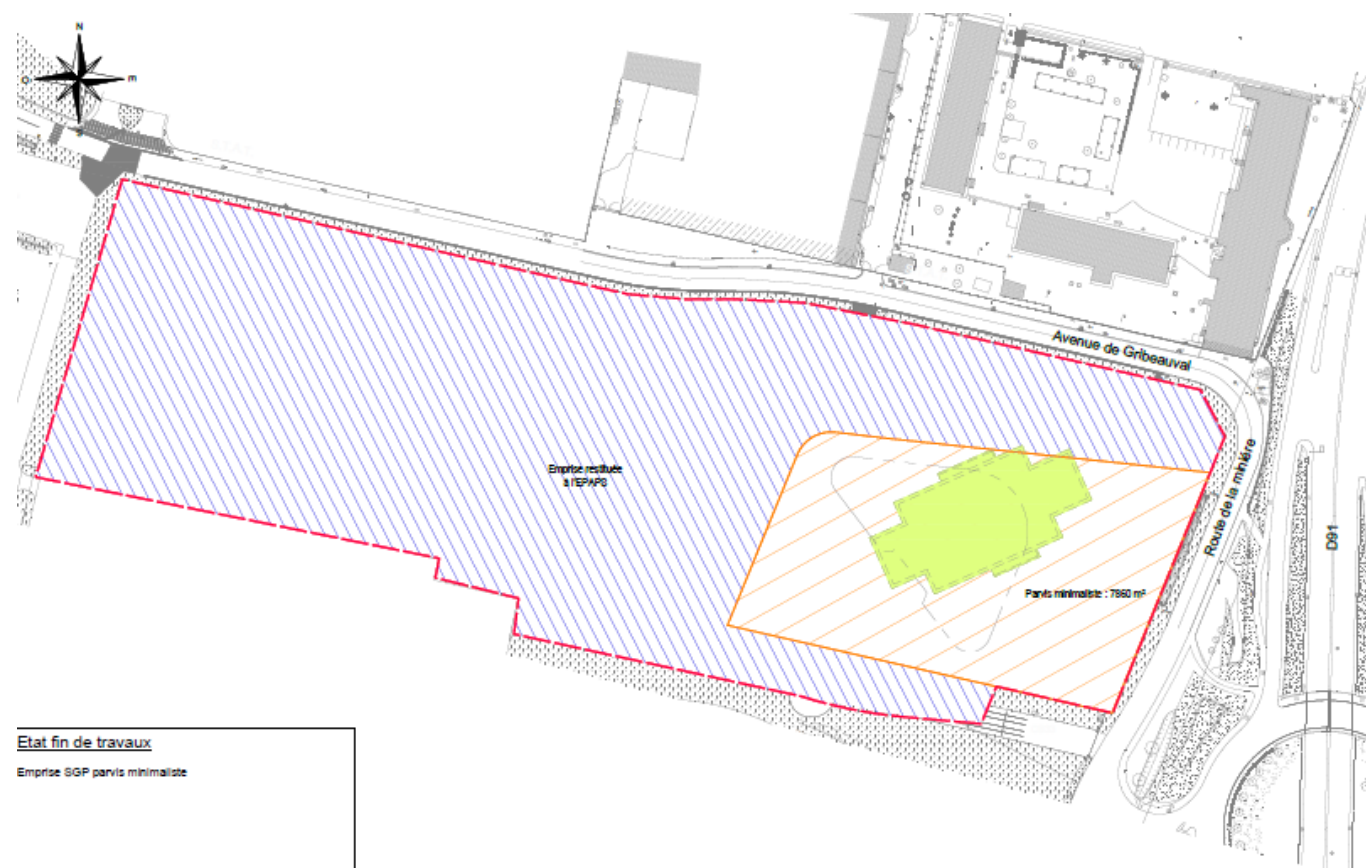 N
O
m
Avenue de Gribeauval
Emprise restituée
à l'EPAPS
Route de la minière
D91
Parvis minimaliste : 7860 m²
Etat fin de travaux
Emprise SGP parvis minimaliste